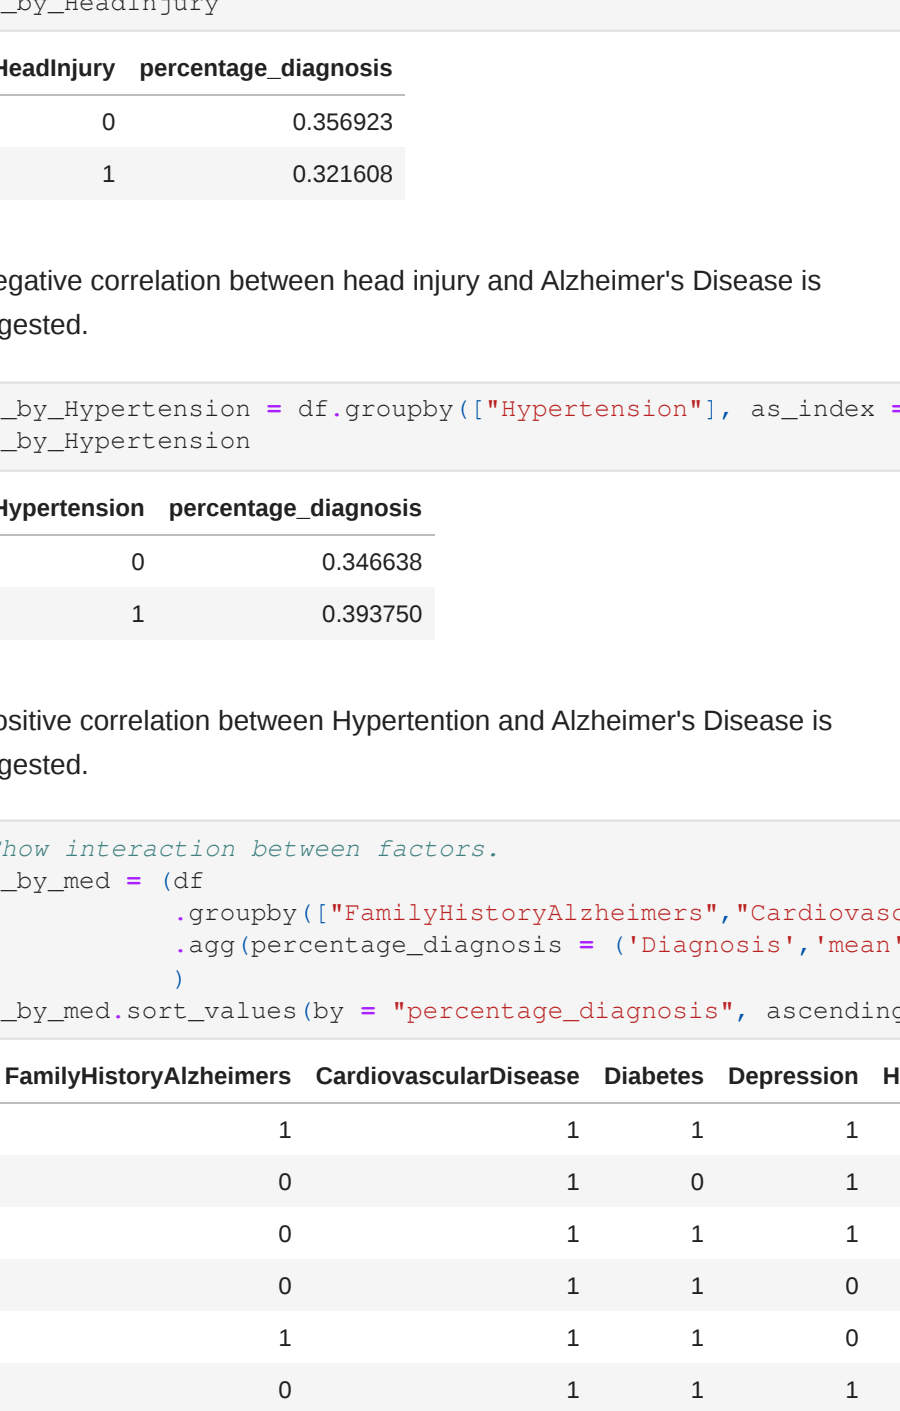 _by_HeadInjury
HeadInjury percentage_diagnosis
0 0.356923
1 0.321608
egative correlation between head injury and Alzheimer's Disease is
gested.
_by_Hypertension = df.groupby(["Hypertension"], as_index =
_by_Hypertension
Hypertension percentage_diagnosis
0 0.346638
1 0.393750
ositive correlation between Hypertention and Alzheimer's Disease is
gested.
Show interaction between factors.
_by_med = (df
.groupby(["FamilyHistoryAlzheimers","Cardiovasc
.agg(percentage_diagnosis = ('Diagnosis','mean'
)
_by_med.sort_values(by = "percentage_diagnosis", ascending
FamilyHistoryAlzheimers CardiovascularDisease Diabetes Depression H
1 1 1 1
0 1 0 1
0 1 1 1
0 1 1 0
1 1 1 0
0 1 1 1